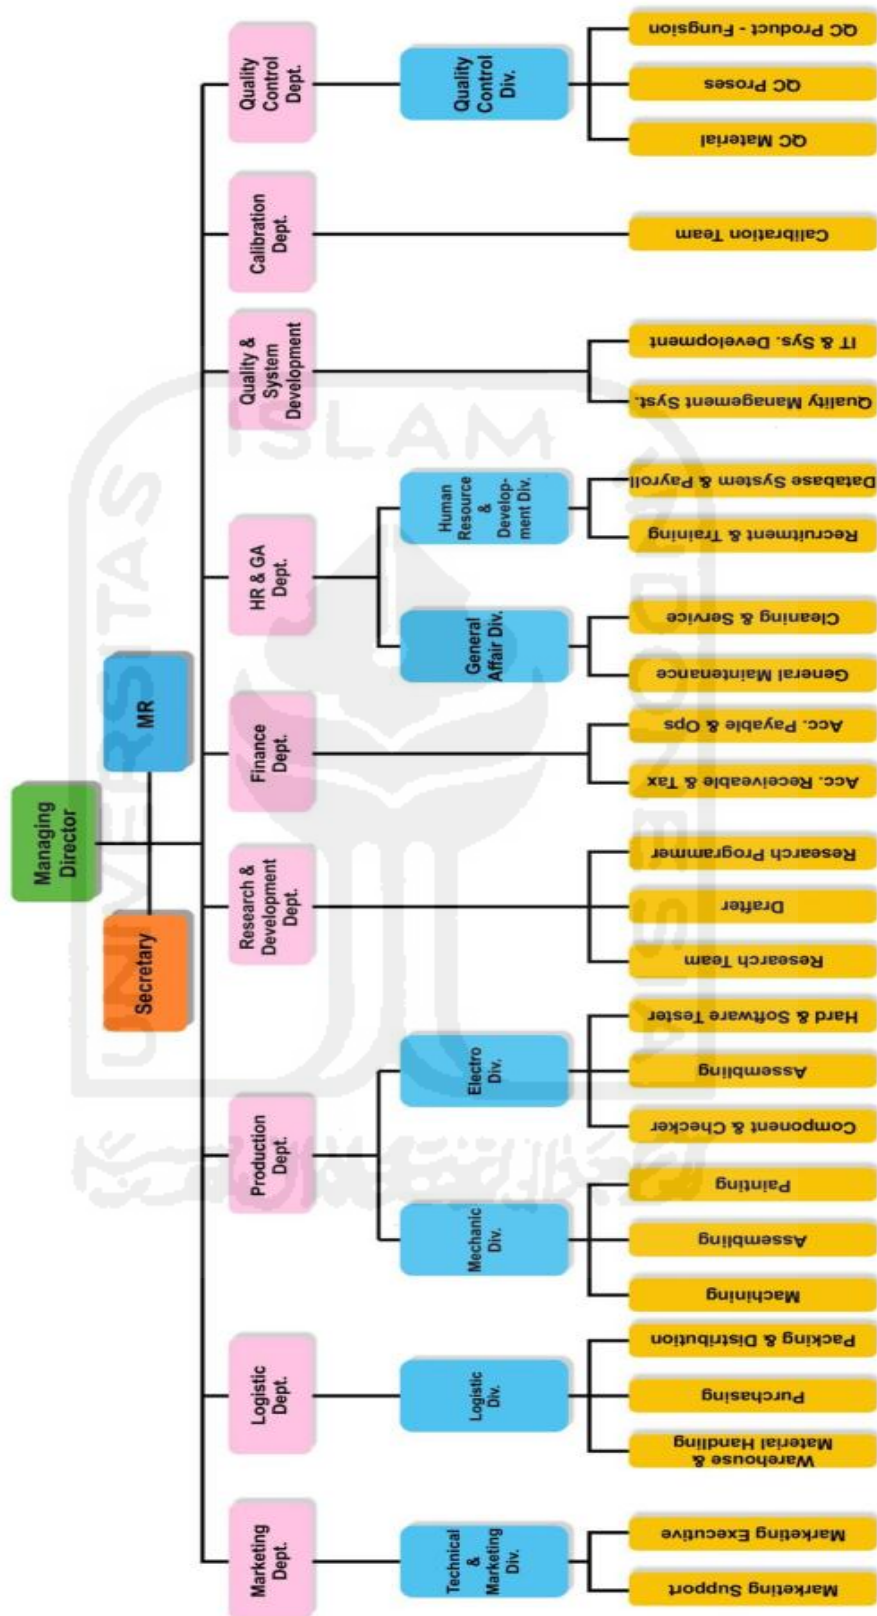 Managing
Director
Secretary
MR
Marketing
Dept.
Logistic
Dept.
Production
Dept.
Research &
Development
Dept.
Finance
Dept.
HR & GA
Dept.
Quality &
System
Development
Calibration
Dept.
Quality
Control
Dept.
Technical
&
Marketing
Div.
Logistic
Div.
Mechanic
Div.
Electro
Div.
General
Affair Div.
Human
Resource
&
Develop-
ment Div.
Quality
Control
Div.
Marketing Support
Marketing Executive
Warehouse &
Material Handling
Purchasing
Packing & Distribution
Machining
Assembling
Painting
Component & Checker
Assembling
Hard & Software Tester
Research Team
Drafter
Research Programmer
Acc. Receiveable & Tax
Acc. Payable & Ops
General Maintenance
Cleaning & Service
Recruitment & Training
Database System & Payroll
Quality Management Syst.
IT & Sys. Development
Calibration Team
QC Material
QC Proses
QC Product - Fungsion
UNIVERSITAS
ISLAM
INDONESIA